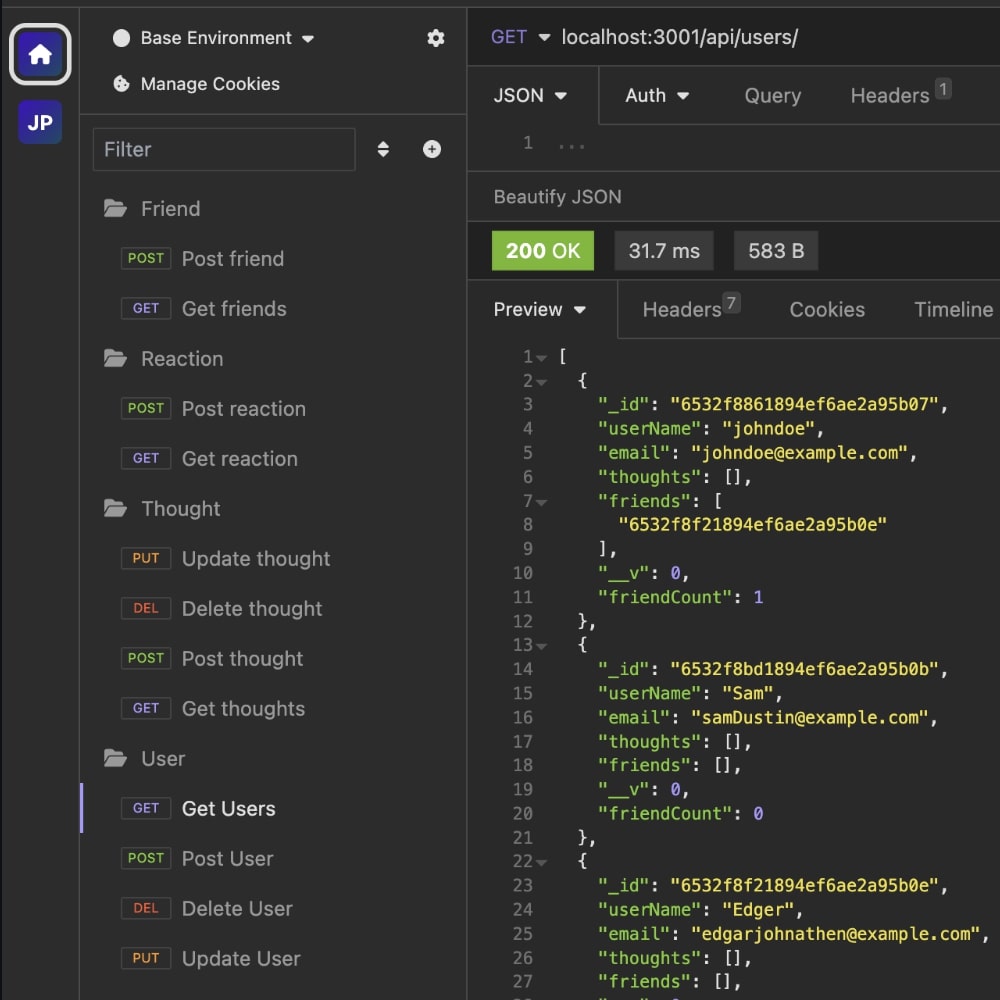 JP
Base Environment
Manage Cookies
Filter
Friend
POST Post friend
GET Get friends
Reaction
POST Post reaction
GET Get reaction
Thought
PUT Update thought
DEL Delete thought
POST Post thought
GET Get thoughts
User
GET Get Users
POST Post User
DEL Delete User
PUT Update User
GET localhost:3001/api/users/
JSON Auth Query Headers 1
1 ...
Beautify JSON
200 OK 31.7 ms 583 B
Preview Headers 7 Cookies Timeline
1 [
2 {
3 "_id": "6532f8861894ef6ae2a95b07",
4 "userName": "johndoe",
5 "email": "johndoe@example.com",
6 "thoughts": [],
7 "friends": [
8 "6532f8f21894ef6ae2a95b0e"
9 ],
10 "__v": 0,
11 "friendCount": 1
12 },
13 {
14 "_id": "6532f8bd1894ef6ae2a95b0b",
15 "userName": "Sam",
16 "email": "samDustin@example.com",
17 "thoughts": [],
18 "friends": [],
19 "__v": 0,
20 "friendCount": 0
21 },
22 {
23 "_id": "6532f8f21894ef6ae2a95b0e",
24 "userName": "Edger",
25 "email": "edgarjohnathen@example.com",
26 "thoughts": [],
27 "friends": [],